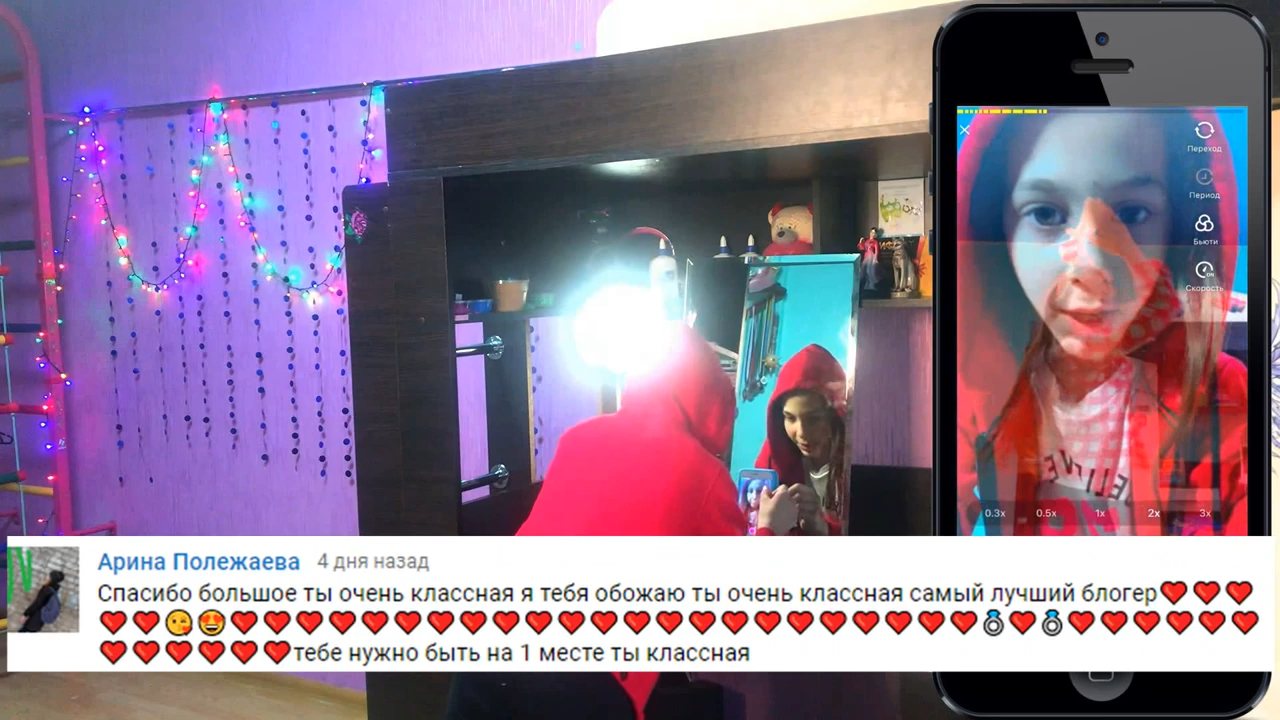 Переход
Период
Бьюти
Скорость
0.3x 0.5x 1x 2x 3x
Арина Полежаева 4 дня назад
Спасибо большое ты очень классная я тебя обожаю ты очень классная самый лучший блогер❤❤❤
❤❤😘😍❤❤❤❤❤❤❤❤❤❤❤❤❤❤❤❤❤❤❤❤❤❤❤💍❤💍❤❤❤❤❤❤
❤❤❤❤❤❤тебе нужно быть на 1 месте ты классная